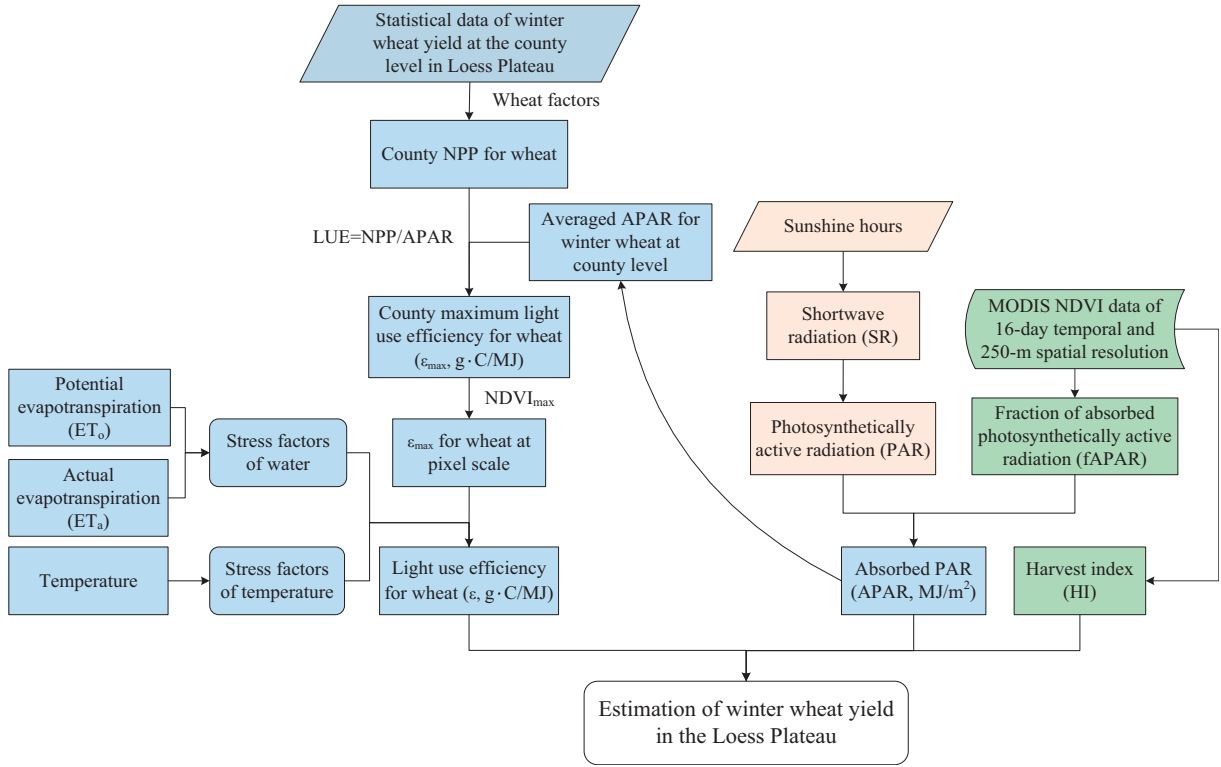 Statistical data of winter
wheat yield at the county
level in Loess Plateau
Wheat factors
County NPP for wheat
LUE=NPP/APAR
Averaged APAR for
winter wheat at
county level
Sunshine hours
County maximum light
use efficiency for wheat
(εmax, g·C/MJ)
Shortwave
radiation (SR)
MODIS NDVI data of
16-day temporal and
250-m spatial resolution
NDVImax
Potential
evapotranspiration
(ETo)
Stress factors
of water
εmax for wheat at
pixel scale
Photosynthetically
active radiation (PAR)
Fraction of absorbed
photosynthetically active
radiation (fAPAR)
Actual
evapotranspiration
(ETa)
Temperature
Stress factors
of temperature
Light use efficiency
for wheat (ε, g·C/MJ)
Absorbed PAR
(APAR, MJ/m²)
Harvest index
(HI)
Estimation of winter wheat yield
in the Loess Plateau